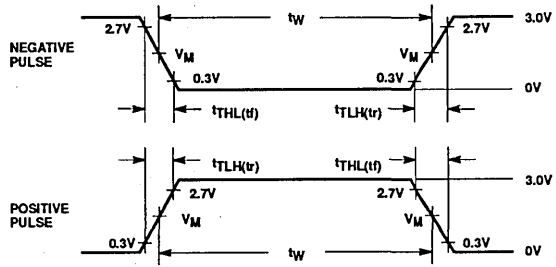 tW
2.7V
2.7V
3.0V
NEGATIVE
PULSE
VM
VM
0.3V
0.3V
0V
tTHL(tf)
tTLH(tr)
tTLH(tr)
tTHL(tf)
3.0V
2.7V
2.7V
POSITIVE
PULSE
VM
VM
0.3V
0.3V
tW
0V